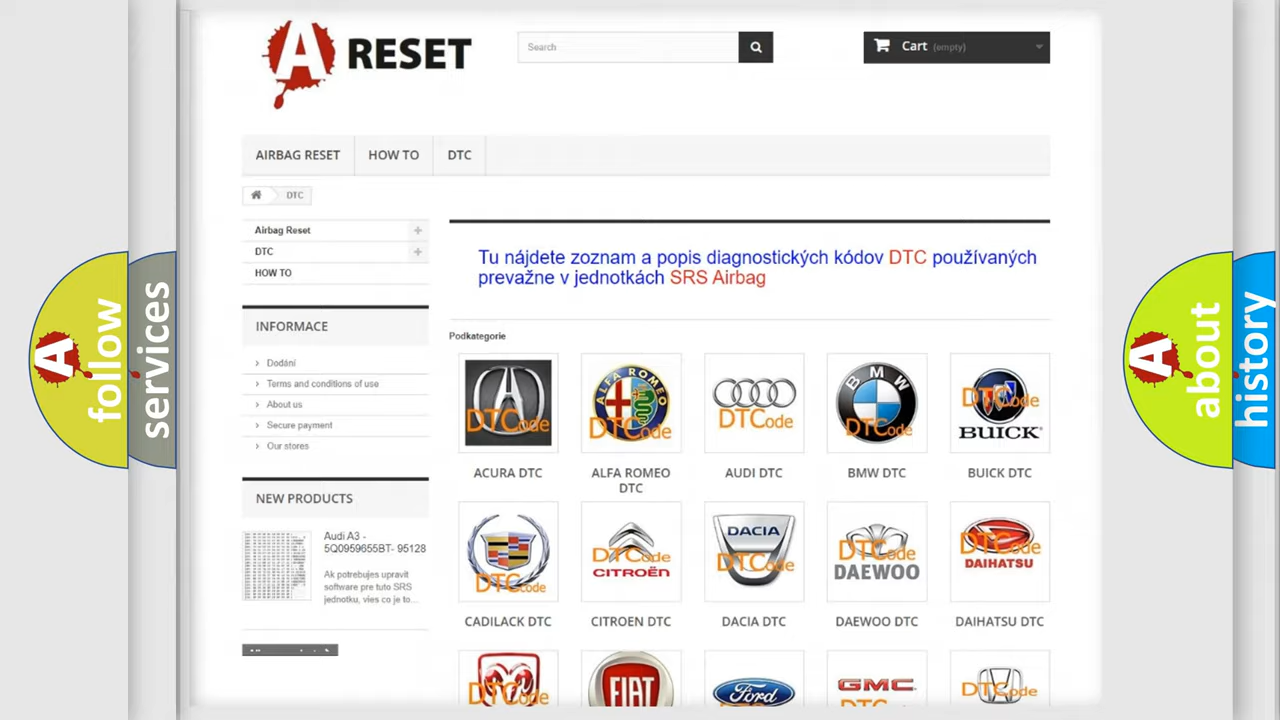 A RESET
Search
Cart (empty)
AIRBAG RESET
HOW TO
DTC
DTC
Airbag Reset
DTC
HOW TO
INFORMACE
Dodání
Terms and conditions of use
About us
Secure payment
Our stores
NEW PRODUCTS
Audi A3 -
5Q0959655BT- 95128
Ak potrebujes upravit
software pre tuto SRS
jednotku, vies co je to...
Tu nájdete zoznam a popis diagnostických kódov DTC používaných
prevažne v jednotkách SRS Airbag
Podkategorie
DTCode
ALFA ROMEO
DTCode
DTCode
BMW
DTCode
DTCode
BUICK
ACURA DTC
ALFA ROMEO
DTC
AUDI DTC
BMW DTC
BUICK DTC
DTCode
DTCode
CITROËN
DACIA
DTCode
DTCode
DAEWOO
DTCode
DAIHATSU
CADILACK DTC
CITROEN DTC
DACIA DTC
DAEWOO DTC
DAIHATSU DTC
DTCode
FIAT
Ford
GMC
DTCode
A follow
services
A about
history